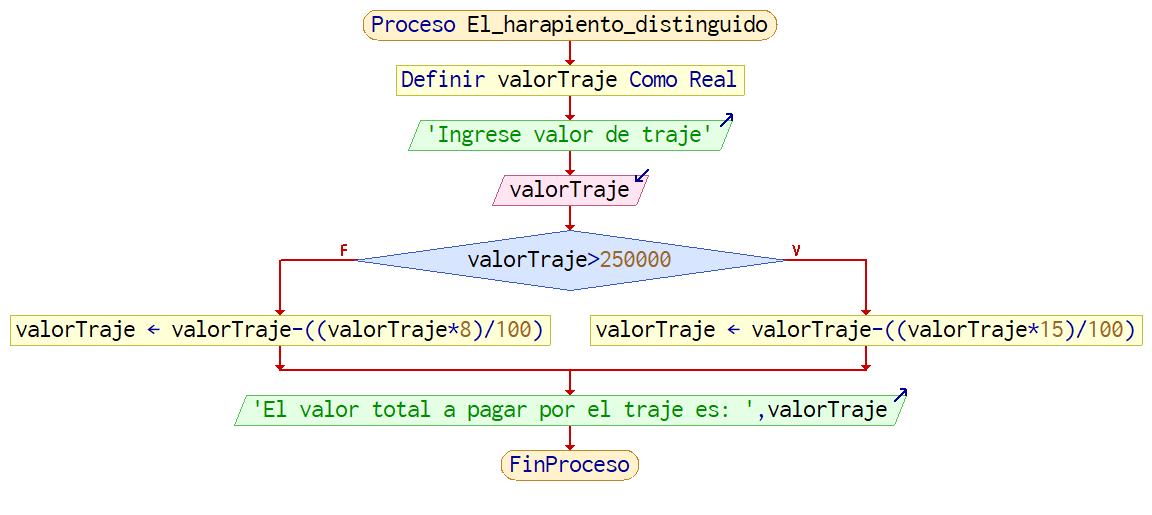 Proceso El_harapiento_distinguido
Definir valorTraje Como Real
'Ingrese valor de traje'
valorTraje
F
V
valorTraje>250000
valorTraje ← valorTraje-((valorTraje*8)/100)
valorTraje ← valorTraje-((valorTraje*15)/100)
'El valor total a pagar por el traje es: ',valorTraje
FinProceso